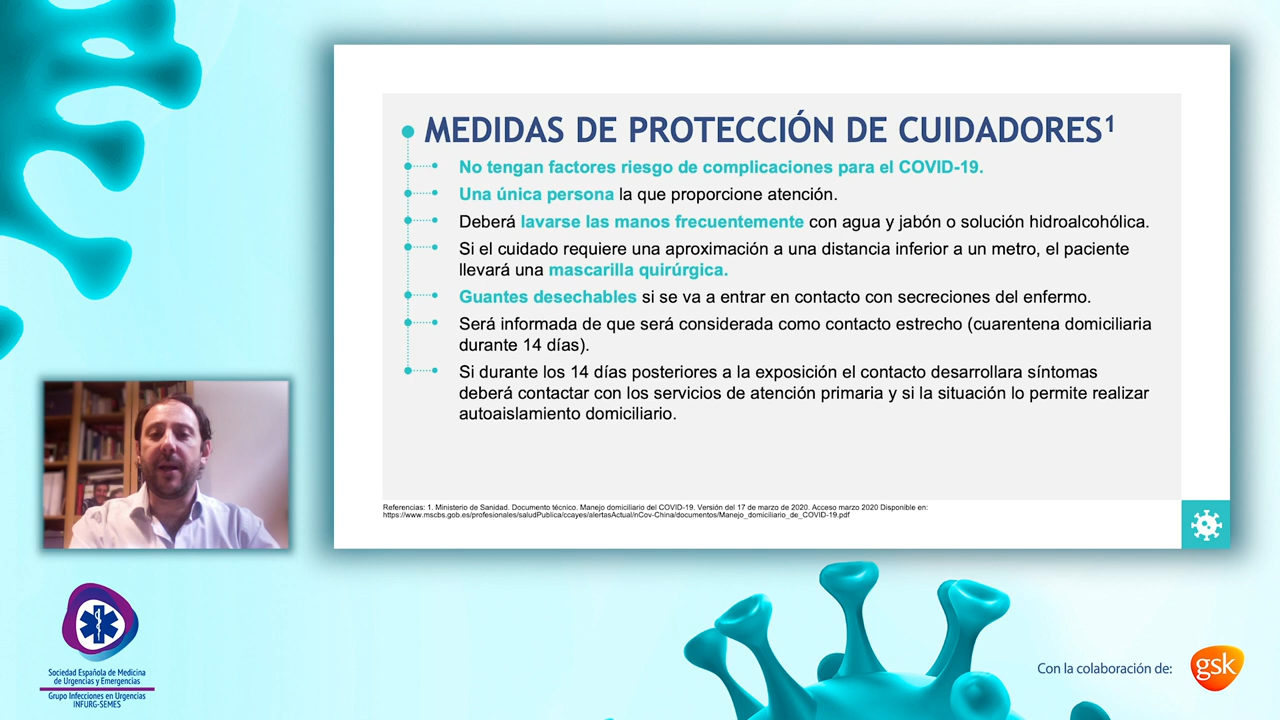 MEDIDAS DE PROTECCIÓN DE CUIDADORES¹
No tengan factores riesgo de complicaciones para el COVID-19.
Una única persona la que proporcione atención.
Deberá lavarse las manos frecuentemente con agua y jabón o solución hidroalcohólica.
Si el cuidado requiere una aproximación a una distancia inferior a un metro, el paciente
llevará una mascarilla quirúrgica.
Guantes desechables si se va a entrar en contacto con secreciones del enfermo.
Será informada de que será considerada como contacto estrecho (cuarentena domiciliaria
durante 14 días).
Si durante los 14 días posteriores a la exposición el contacto desarrollara síntomas
deberá contactar con los servicios de atención primaria y si la situación lo permite realizar
autoaislamiento domiciliario.
Referencias: 1. Ministerio de Sanidad. Documento técnico. Manejo domiciliario del COVID-19. Versión del 17 de marzo de 2020. Acceso marzo 2020 Disponible en:
https://www.mscbs.gob.es/profesionales/saludPublica/ccayes/alertasActual/nCov-China/documentos/Manejo_domiciliario_de_COVID-19.pdf
Sociedad Española de Medicina
de Urgencias y Emergencias
Grupo Infecciones en Urgencias
INFURG-SEMES
Con la colaboración de:
gsk